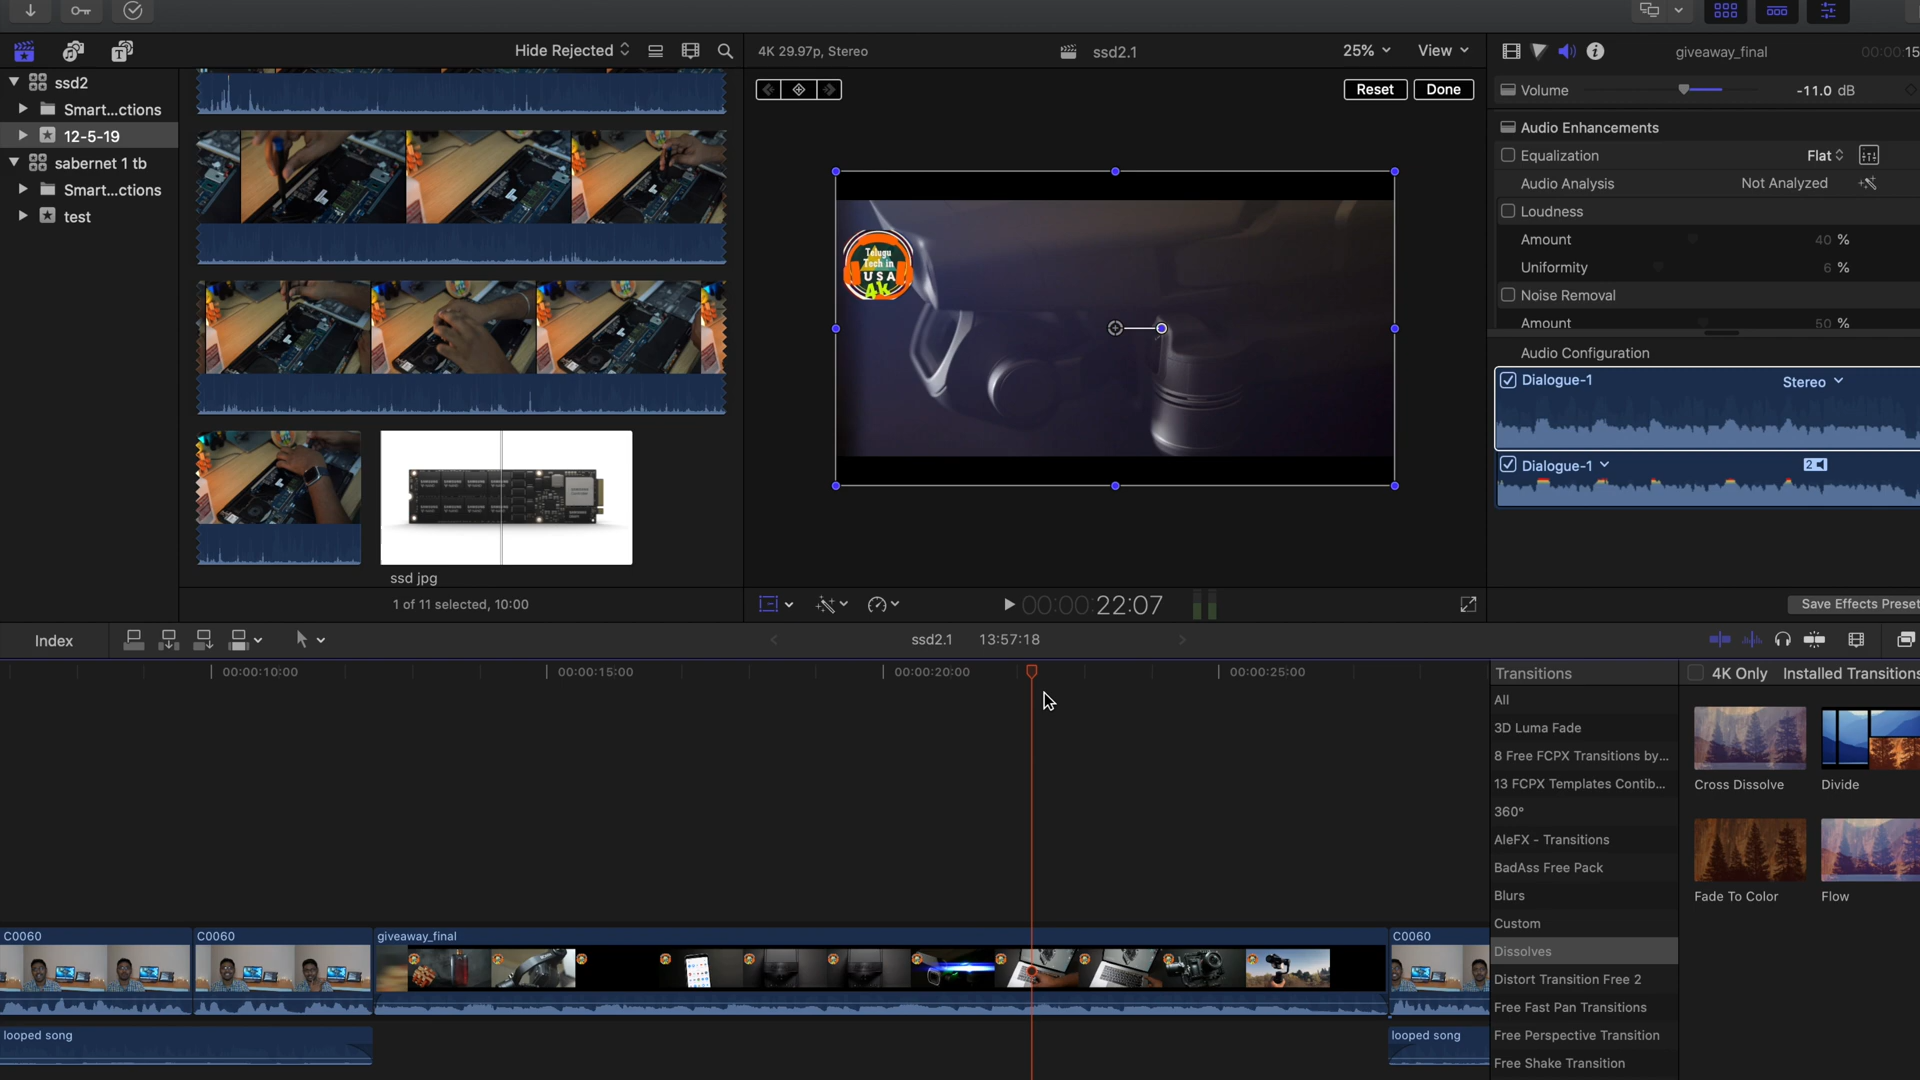 Hide Rejected
4K 29.97p, Stereo
ssd2.1
25%
View
giveaway_final
00:00:15
ssd2
Smart...ctions
12-5-19
sabernet 1 tb
Smart...ctions
test
Reset
Done
Volume
-11.0 dB
Audio Enhancements
Equalization
Flat
Audio Analysis
Not Analyzed
Loudness
Amount
40 %
Uniformity
6 %
Noise Removal
Amount
50 %
Audio Configuration
Dialogue-1
Stereo
Dialogue-1
2
Telugu
Tech in
USA
4K
ssd jpg
1 of 11 selected, 10:00
00:00:22:07
Save Effects Preset
Index
ssd2.1
13:57:18
00:00:10:00
00:00:15:00
00:00:20:00
00:00:25:00
Transitions
4K Only
Installed Transitions
All
3D Luma Fade
8 Free FCPX Transitions by...
13 FCPX Templates Contib...
360°
AleFX - Transitions
BadAss Free Pack
Blurs
Custom
Dissolves
Distort Transition Free 2
Free Fast Pan Transitions
Free Perspective Transition
Free Shake Transition
Cross Dissolve
Divide
Fade To Color
Flow
C0060
C0060
giveaway_final
C0060
looped song
looped song